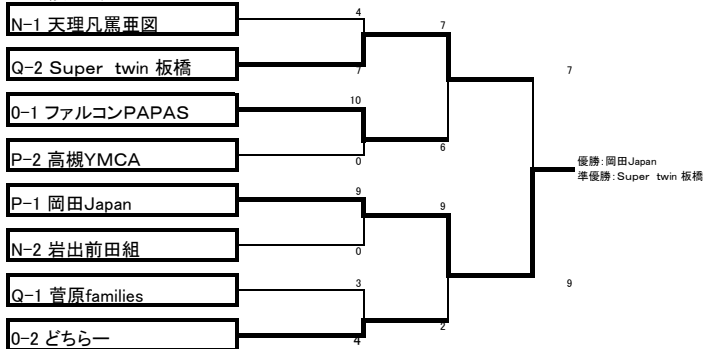 N-1 天理凡罵亜図
4
7
Q-2 Super twin 板橋
7
7
0-1 ファルコンPAPAS
10
6
P-2 高槻YMCA
0
優勝：岡田Japan
準優勝：Super twin 板橋
P-1 岡田Japan
9
9
N-2 岩出前田組
0
Q-1 菅原families
3
9
0-2 どちらー
4
2